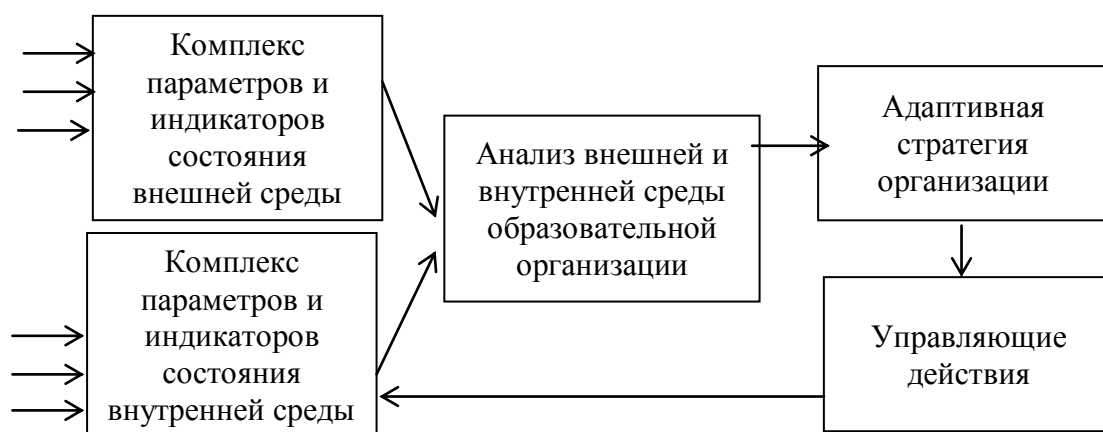 Комплекс
параметров и
индикаторов
состояния
внешней среды
Комплекс
параметров и
индикаторов
состояния
внутренней среды
Анализ внешней и
внутренней среды
образовательной
организации
Адаптивная
стратегия
организации
Управляющие
действия